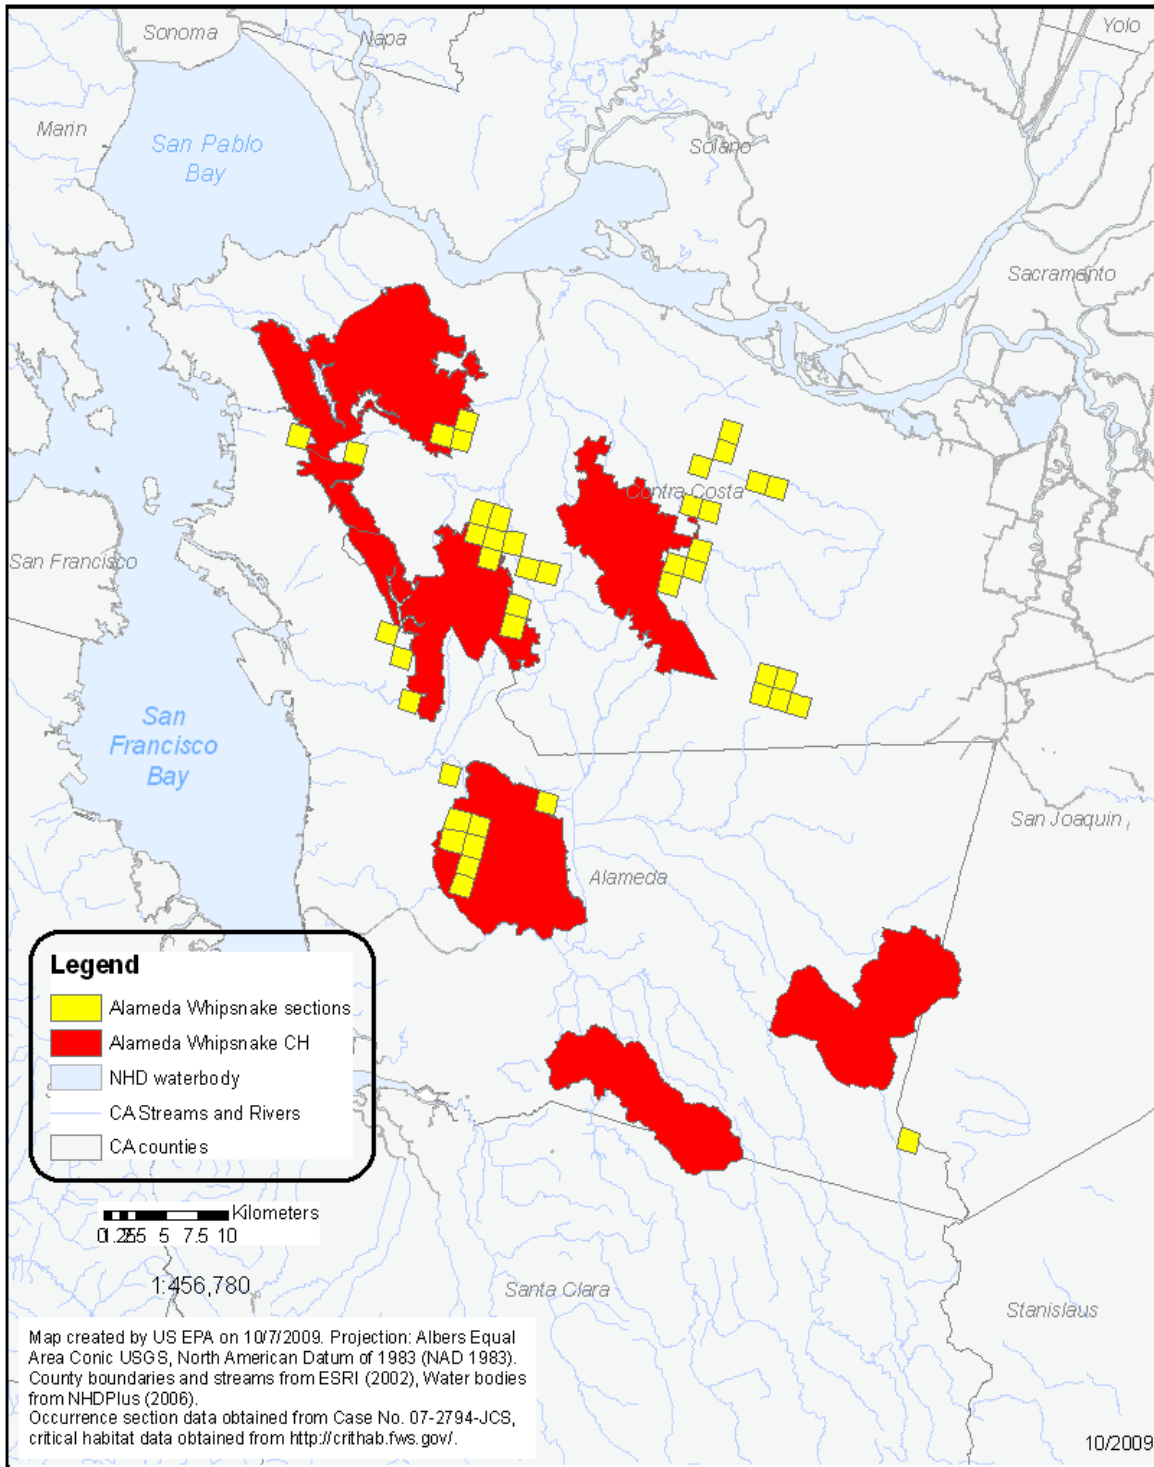 Sonoma
Napa
Yolo
Marin
San Pablo
Bay
Solano
Sacramento
Contra Costa
San Francisco
San
Francisco
Bay
San Joaquin
Alameda
Legend
Alameda Whipsnake sections
Alameda Whipsnake CH
NHD waterbody
CA Streams and Rivers
CA counties
Kilometers
5 7.5 10
1:456,780
Santa Clara
Stanislaus
Map created by US EPA on 10/7/2009. Projection: Albers Equal
Area Conic USGS, North American Datum of 1983 (NAD 1983).
County boundaries and streams from ESRI (2002), Water bodies
from NHDPlus (2006).
Occurrence section data obtained from Case No. 07-2794-JCS,
critical habitat data obtained from http://crithab.fws.gov/.
10/2009